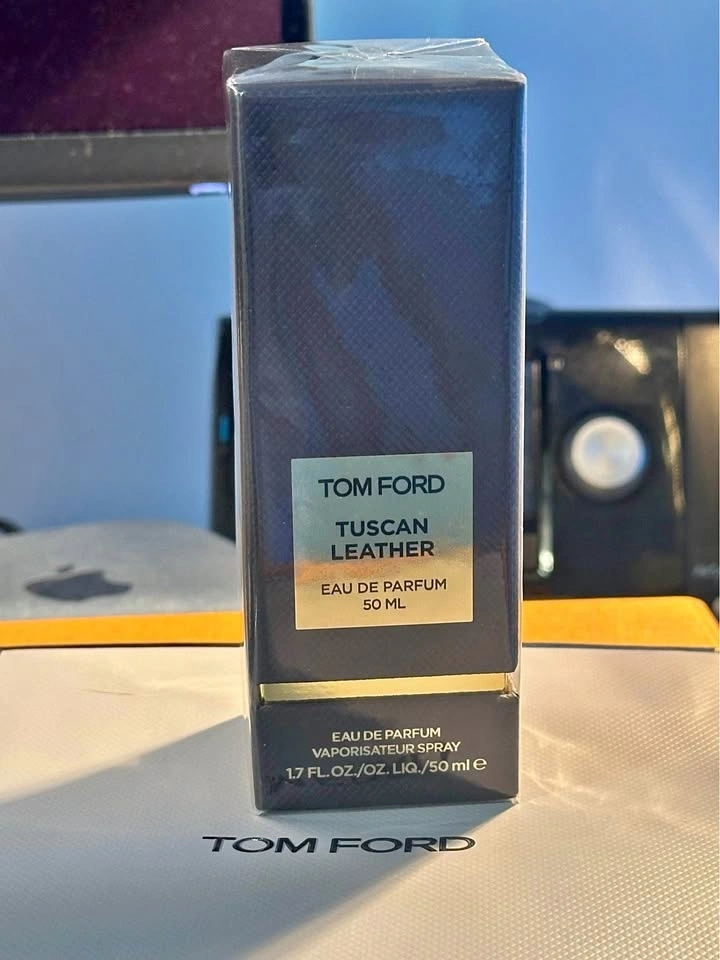 TOM FORD
TUSCAN
LEATHER
EAU DE PARFUM
50 ML
EAU DE PARFUM
VAPORISATEUR SPRAY
1.7 FL.OZ./OZ. LIQ./50 ml e
TOM FORD